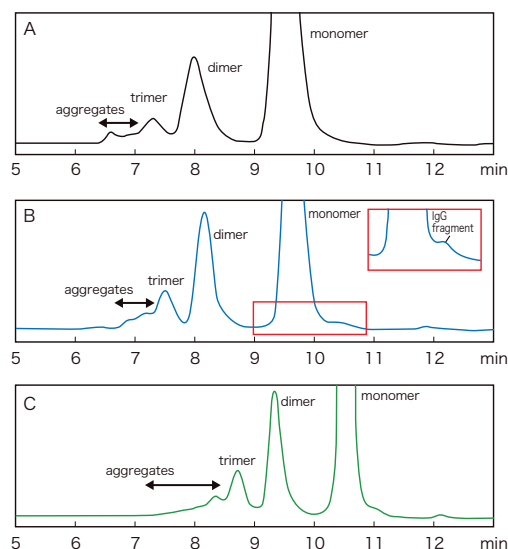 A
monomer
dimer
trimer
aggregates
5 6 7 8 9 10 11 12 min
B
monomer
IgG
fragment
dimer
trimer
aggregates
5 6 7 8 9 10 11 12 min
C
monomer
dimer
trimer
aggregates
5 6 7 8 9 10 11 12 min